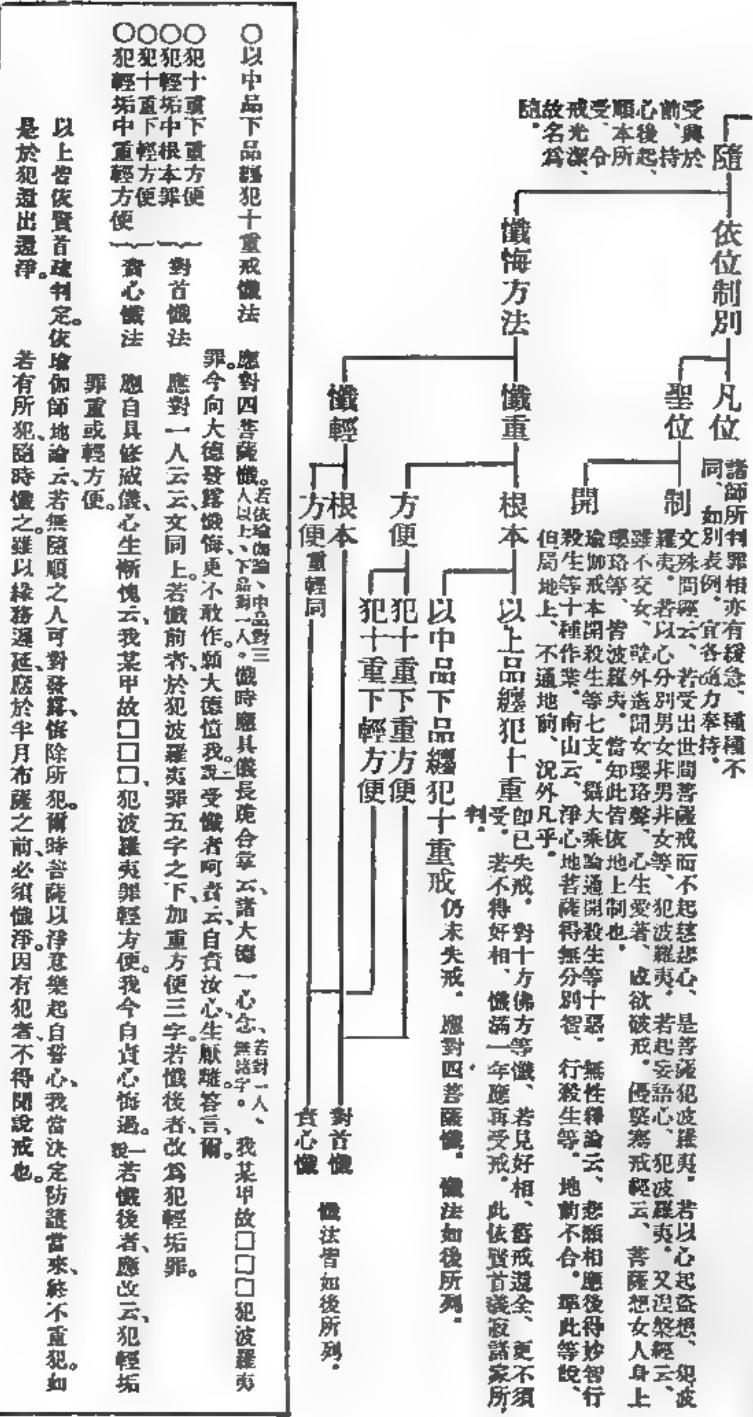 隨
受興於
前、持
心後起、
順本所
受、令
戒光潔、
故名為
隨。
依位制別
凡位
諸師所判罪相亦有緩急、種種不
同、如別表例。宜各隨力奉持。
聖位
制
文殊問經云、若受出世間菩薩戒而不起慈悲心、是菩薩犯波羅夷。若以心起盜想、犯波
羅夷。若以心分別男女非男非女等、犯波羅夷。若起妄語心、犯波羅夷。又涅槃經云、
雖不交女、壁外遙聞女瓔珞聲、心生愛著、成欲破戒。優婆塞戒經云、菩薩想女人身上
瓔珞等、皆波羅夷。當知此皆依地上制也。
開
瑜伽戒本開殺生等七支。攝大乘論通開殺生等十惡。無性釋論云、悲願相應後得妙智行
殺生等十種作業。南山云、淨心地菩薩得無分別智、行殺生等。地前不合。準此等說、
但局地上、不通地前、況外凡乎。
懺悔方法
懺重
根本
以上品纏犯十重
即已失戒。對十方佛方等懺、若見好相、舊戒還全、更不須
受。若不得好相、懺滿一年應再受戒。此依賢首義寂諸家所
判。
以中品下品纏犯十重戒
仍未失戒。應對四菩薩懺。懺法如後所列。
方便
犯十重下重方便
犯十重下輕方便
懺輕
根本
方便重輕同
對首懺
責心懺
懺法皆如後所列。
〇以中品下品纏犯十重戒懺法
應對四菩薩懺。若依瑜伽論、中品對三人以上、下品對一人。懺時應具儀長跪合掌云、諸大德一心念、若對一人、無諸字。我某甲故□□□犯波羅夷
罪。今向大德發露懺悔更不敢作。願大德憶我。三說受懺者呵責云、自責汝心生厭離。答言、爾。
〇犯十重下重方便
〇犯輕垢中根本罪
對首懺法
應對一人云云文同上。若懺前者、於犯波羅夷罪五字之下、加重方便三字。若懺後者、改為犯輕垢罪。
〇犯十重下輕方便
〇犯輕垢中重輕方便
責心懺法
應自具修威儀、心生慚愧云、我某甲故□□□、犯波羅夷罪輕方便。我今自責心悔過。一說若懺後者、應改云、犯輕垢
罪重或輕方便。
以上皆依賢首疏判定。依瑜伽師地論云、若無隨順之人可對發露悔除所犯。爾時菩薩以淨意樂起自誓心、我當決定防護當來、終不重犯。如
是於犯還出還淨。
若有所犯、隨時懺之。雖以緣務遲延、應於半月布薩之前、必須懺淨。因有犯者、不得聞說戒也。